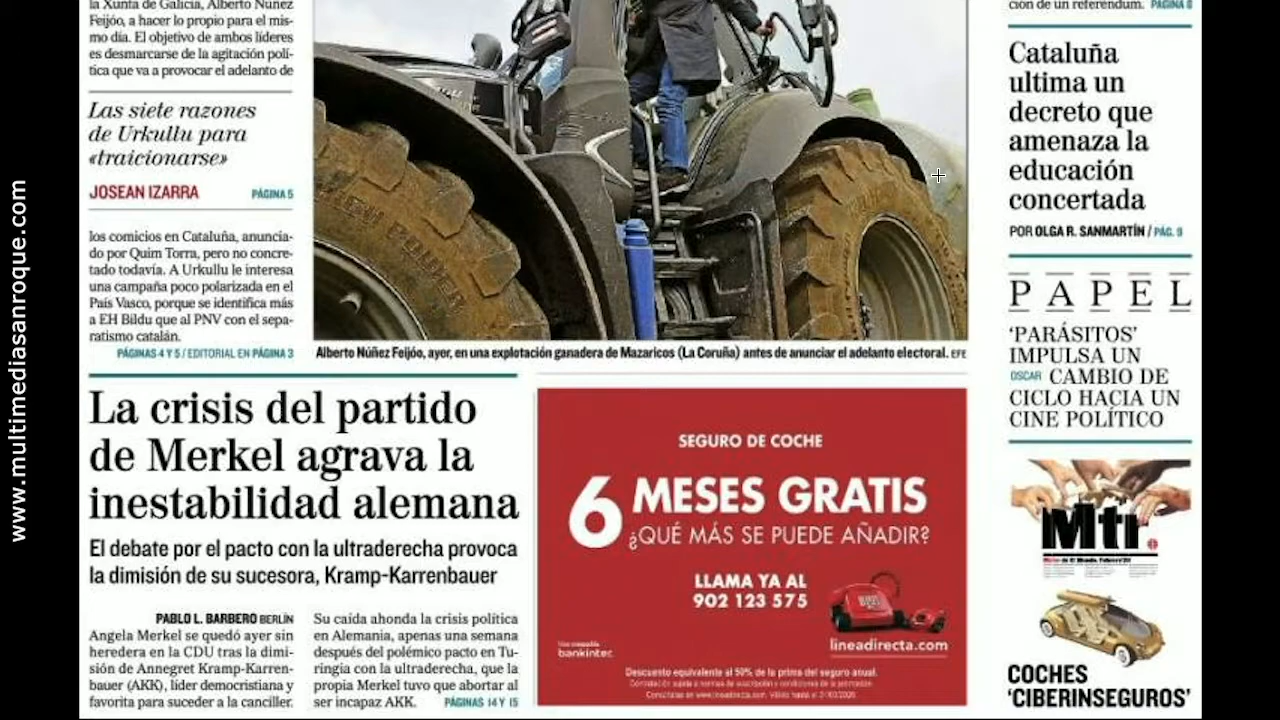 www.multimediasanroque.com
la Xunta de Galicia, Alberto Núñez
Feijóo, a hacer lo propio para el mis-
mo día. El objetivo de ambos líderes
es desmarcarse de la agitación polí-
tica que va a provocar el adelanto de
Las siete razones
de Urkullu para
«traicionarse»
JOSEAN IZARRA PÁGINA 5
los comicios en Cataluña, anuncia-
do por Quim Torra, pero no concre-
tado todavía. A Urkullu le interesa
una campaña poco polarizada en el
País Vasco, porque se identifica más
a EH Bildu que al PNV con el sepa-
ratismo catalán.
PÁGINAS 4 Y 5 / EDITORIAL EN PÁGINA 3
Alberto Núñez Feijóo, ayer, en una explotación ganadera de Mazaricos (La Coruña) antes de anunciar el adelanto electoral. EFE
La crisis del partido
de Merkel agrava la
inestabilidad alemana
El debate por el pacto con la ultraderecha provoca
la dimisión de su sucesora, Kramp-Karrenbauer
PABLO L. BARBERO BERLÍN
Angela Merkel se quedó ayer sin
heredera en la CDU tras la dimi-
sión de Annegret Kramp-Karren-
bauer (AKK), líder democristiana y
favorita para suceder a la canciller.
Su caída ahonda la crisis política
en Alemania, apenas una semana
después del polémico pacto en Tu-
ringia con la ultraderecha, que la
propia Merkel tuvo que abortar al
ser incapaz AKK. PÁGINAS 14 Y 15
SEGURO DE COCHE
6 MESES GRATIS
¿QUÉ MÁS SE PUEDE AÑADIR?
LLAMA YA AL
902 123 575
lineadirecta.com
bankinter
Descuento equivalente al 50% de la prima del seguro anual.
ción de un referéndum. PÁGINA 8
Cataluña
ultima un
decreto que
amenaza la
educación
concertada
POR OLGA R. SANMARTÍN / PÁG. 9
PAPEL
'PARÁSITOS'
IMPULSA UN
OSCAR CAMBIO DE
CICLO HACIA UN
CINE POLÍTICO
Mtr.
COCHES
'CIBERINSEGUROS'